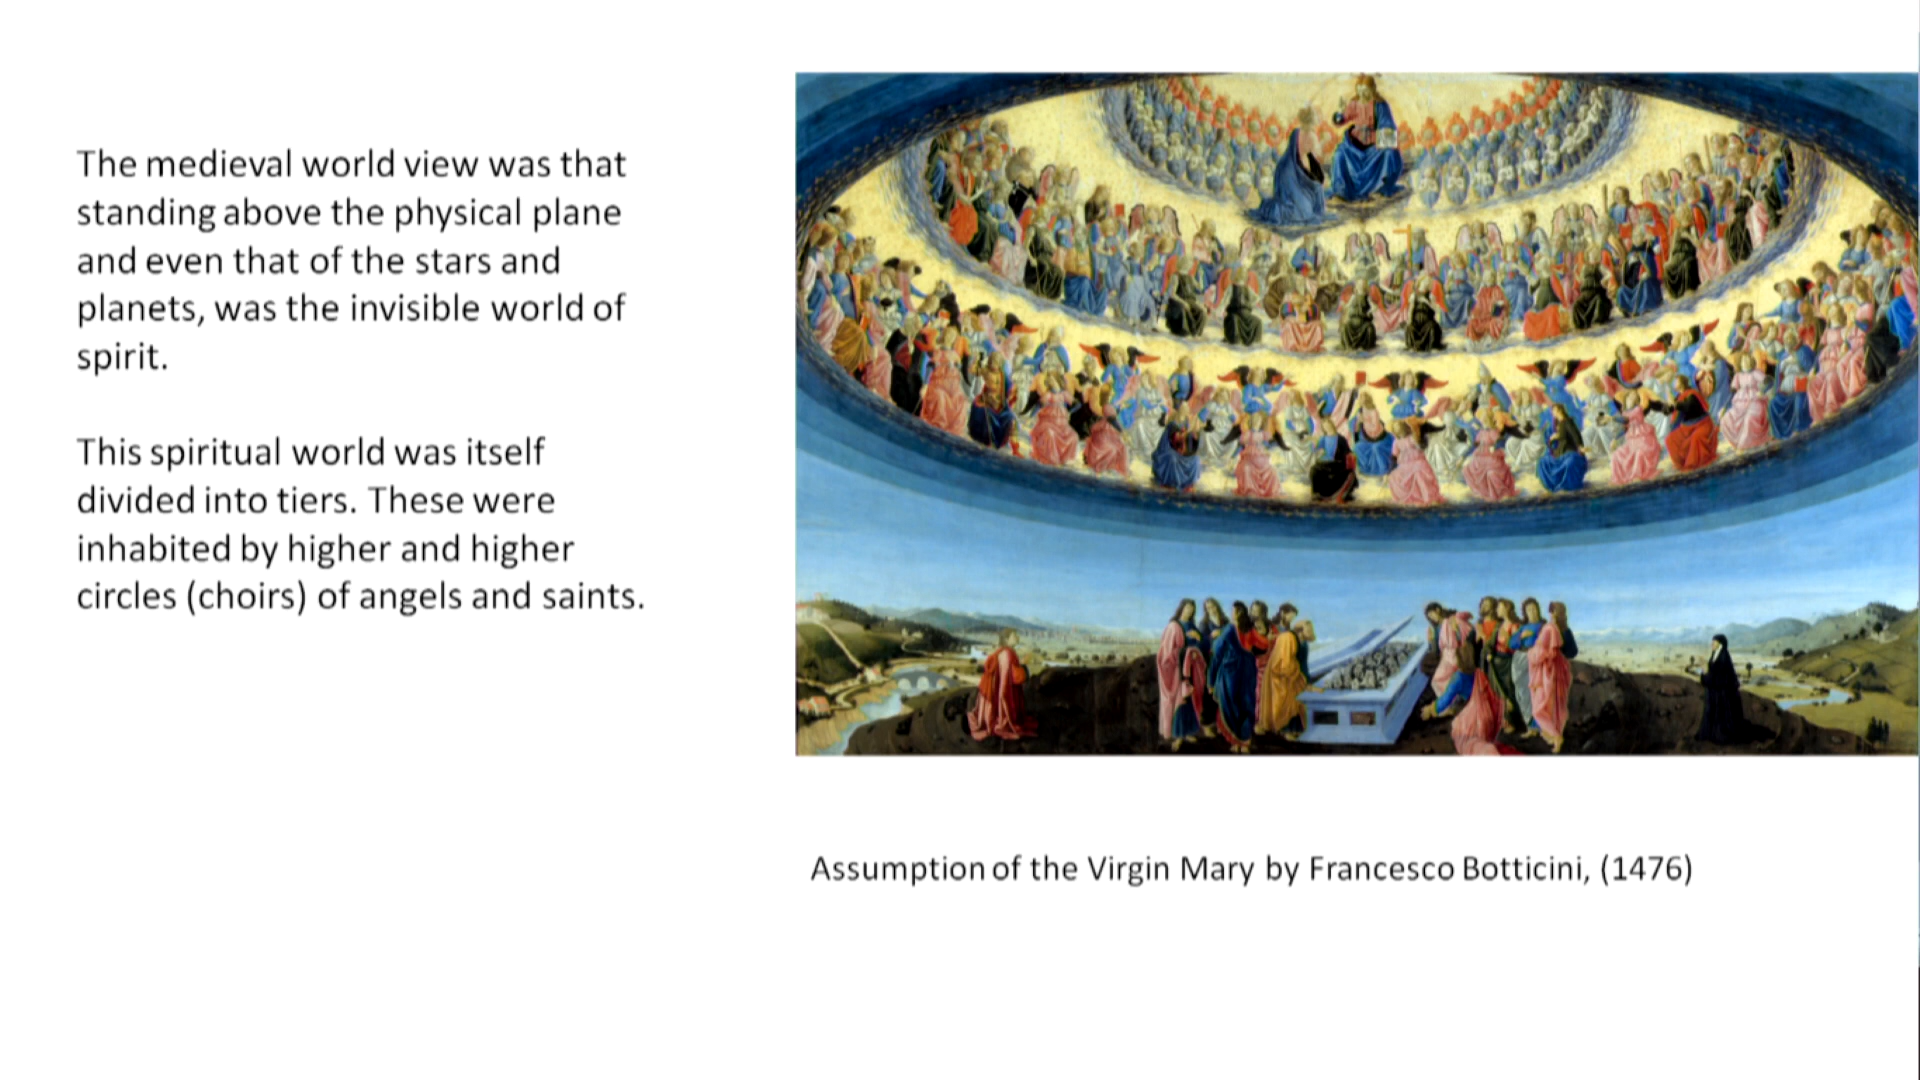 The medieval world view was that
standing above the physical plane
and even that of the stars and
planets, was the invisible world of
spirit.
This spiritual world was itself
divided into tiers. These were
inhabited by higher and higher
circles (choirs) of angels and saints.
Assumption of the Virgin Mary by Francesco Botticini, (1476)